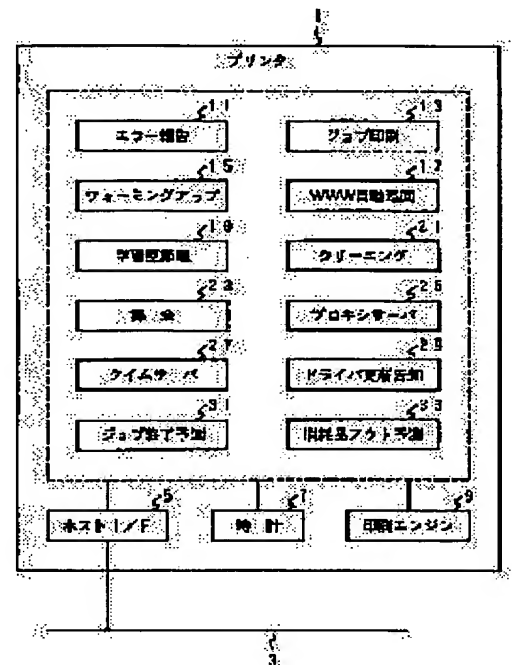 1
プリンタ
11 13
エラー報告 ジョブ印刷
15 17
ウォーミングアップ WWW自動巡回
19 21
クリーニング
23 25
課金 プロキシサーバ
27 29
タイムサーバ ドライバ更新告知
31 33
ジョブ終了予測 消耗品アウト予測
5 7 9
ホストI/F 時計 印刷エンジン
3